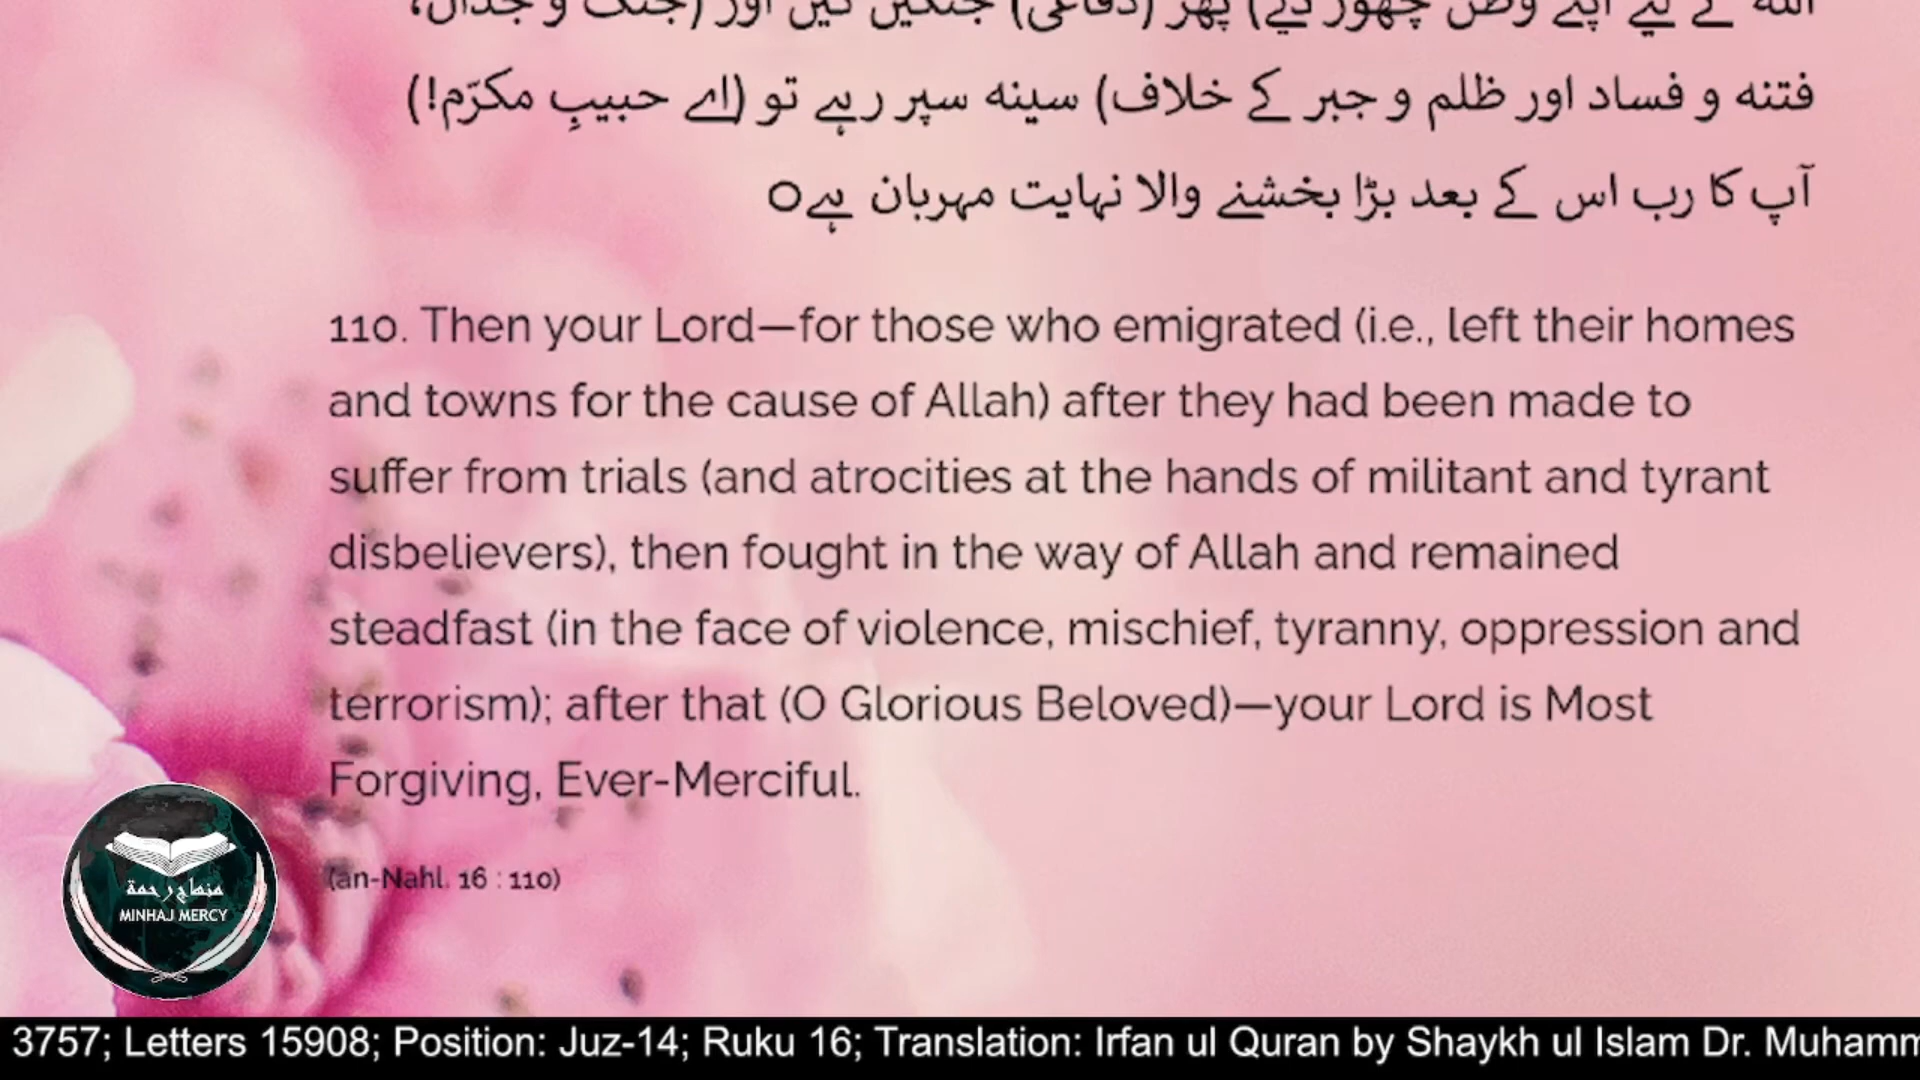 اللہ کے لیے اپنے وطن چھوڑ دیے) پھر (دفاعی) جنگیں کیں اور (جنگ و جدال،
فتنہ و فساد اور ظلم و جبر کے خلاف) سینہ سپر رہے تو (اے حبیبِ مکرّم!)
آپ کا رب اس کے بعد بڑا بخشنے والا نہایت مہربان ہےo
110. Then your Lord—for those who emigrated (i.e., left their homes
and towns for the cause of Allah) after they had been made to
suffer from trials (and atrocities at the hands of militant and tyrant
disbelievers), then fought in the way of Allah and remained
steadfast (in the face of violence, mischief, tyranny, oppression and
terrorism); after that (O Glorious Beloved)—your Lord is Most
Forgiving, Ever-Merciful.
(an-Nahl, 16 : 110)
منهاج رحمة
MINHAJ MERCY
3757; Letters 15908; Position: Juz-14; Ruku 16; Translation: Irfan ul Quran by Shaykh ul Islam Dr. Muhamm